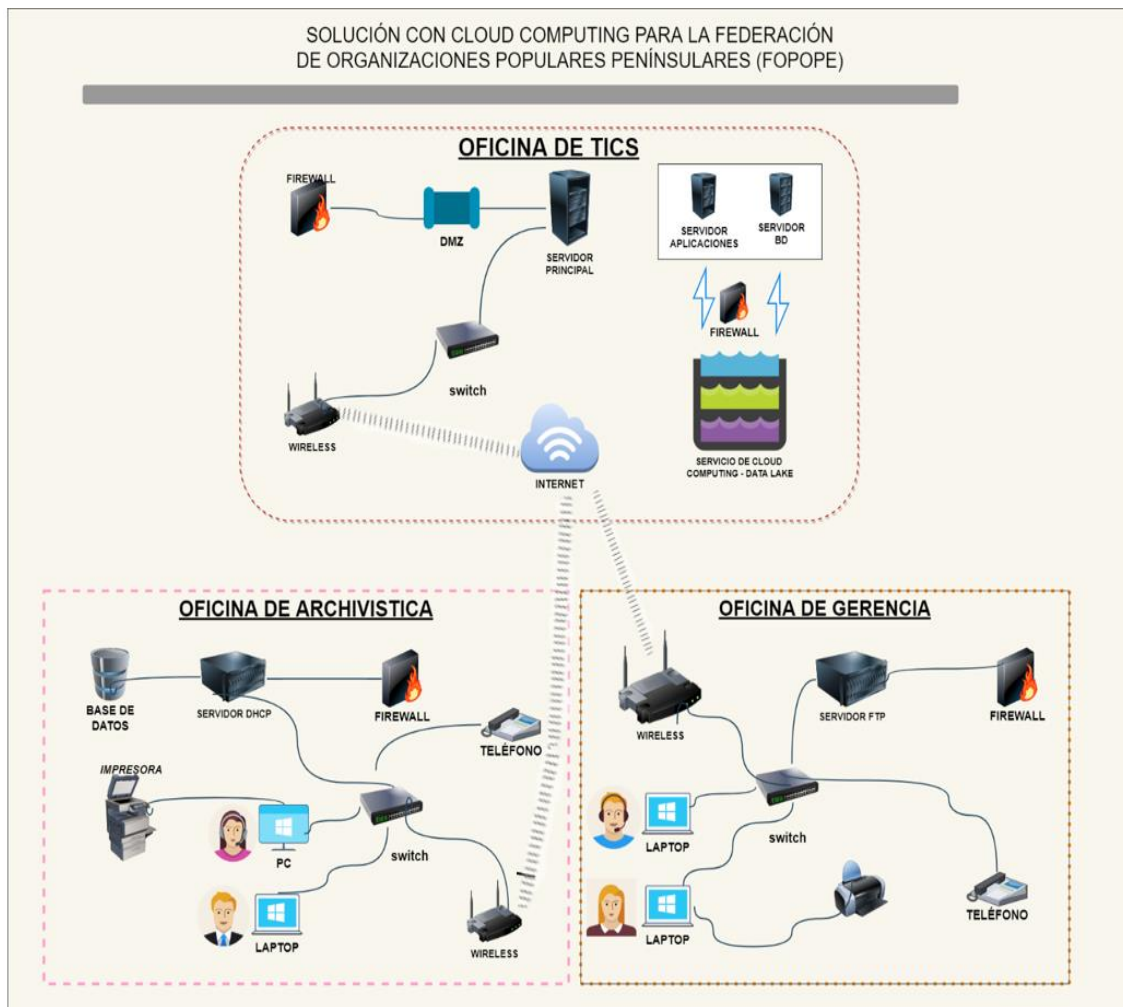 SOLUCIÓN CON CLOUD COMPUTING PARA LA FEDERACIÓN
DE ORGANIZACIONES POPULARES PENÍNSULARES (FOPOPE)
OFICINA DE TICS
FIREWALL
DMZ
SERVIDOR
PRINCIPAL
SERVIDOR
APLICACIONES
SERVIDOR
BD
FIREWALL
switch
WIRELESS
INTERNET
SERVICIO DE CLOUD
COMPUTING - DATA LAKE
OFICINA DE ARCHIVISTICA
BASE DE
DATOS
SERVIDOR DHCP
FIREWALL
TELÉFONO
IMPRESORA
PC
switch
LAPTOP
WIRELESS
OFICINA DE GERENCIA
WIRELESS
SERVIDOR FTP
FIREWALL
LAPTOP
switch
LAPTOP
TELÉFONO